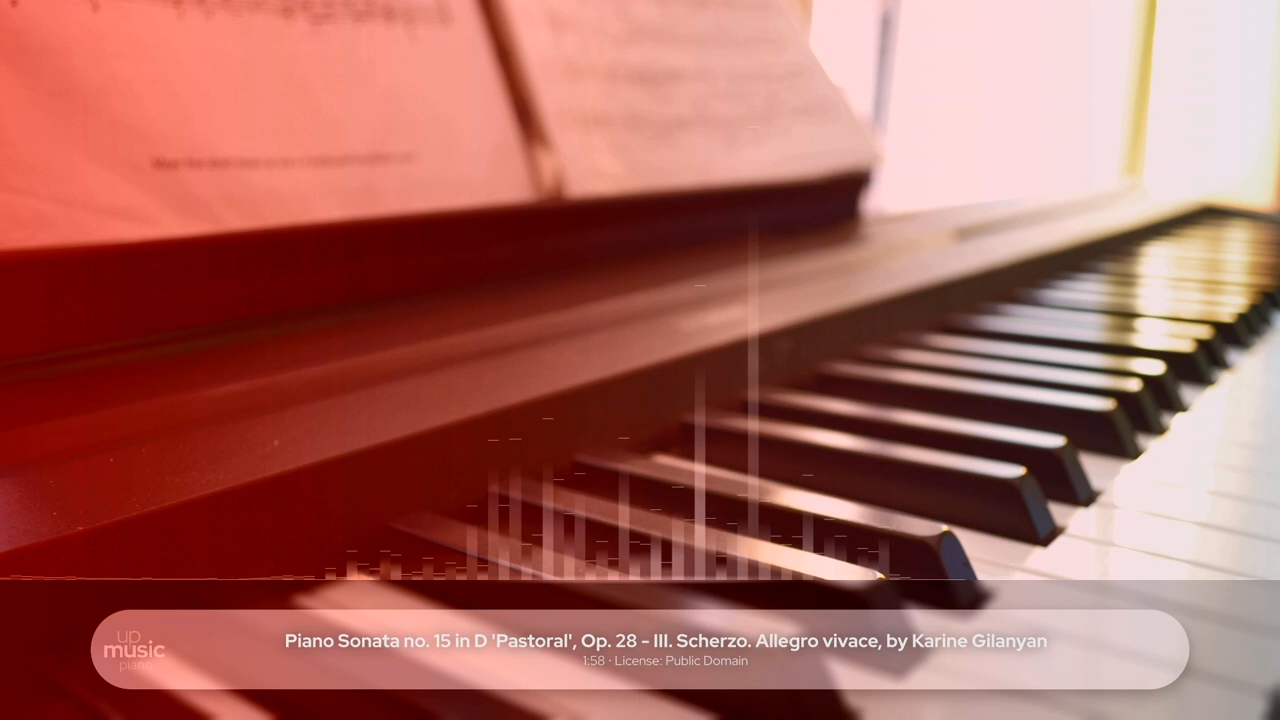 up
music
piano
Piano Sonata no. 15 in D 'Pastoral', Op. 28 - III. Scherzo. Allegro vivace, by Karine Gilanyan
1:58 · License: Public Domain